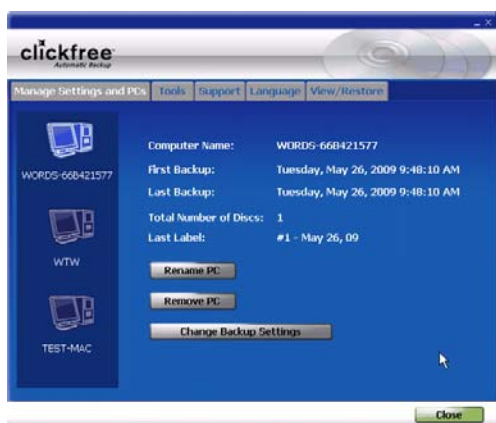 clickfree
Automatic Backup
Manage Settings and PCs Tools Support Language View/Restore
WORDS-66B421577
WTW
TEST-MAC
Computer Name: WORDS-66B421577
First Backup: Tuesday, May 26, 2009 9:48:10 AM
Last Backup: Tuesday, May 26, 2009 9:48:10 AM
Total Number of Discs: 1
Last Label: #1 - May 26, 09
Rename PC
Remove PC
Change Backup Settings
Close